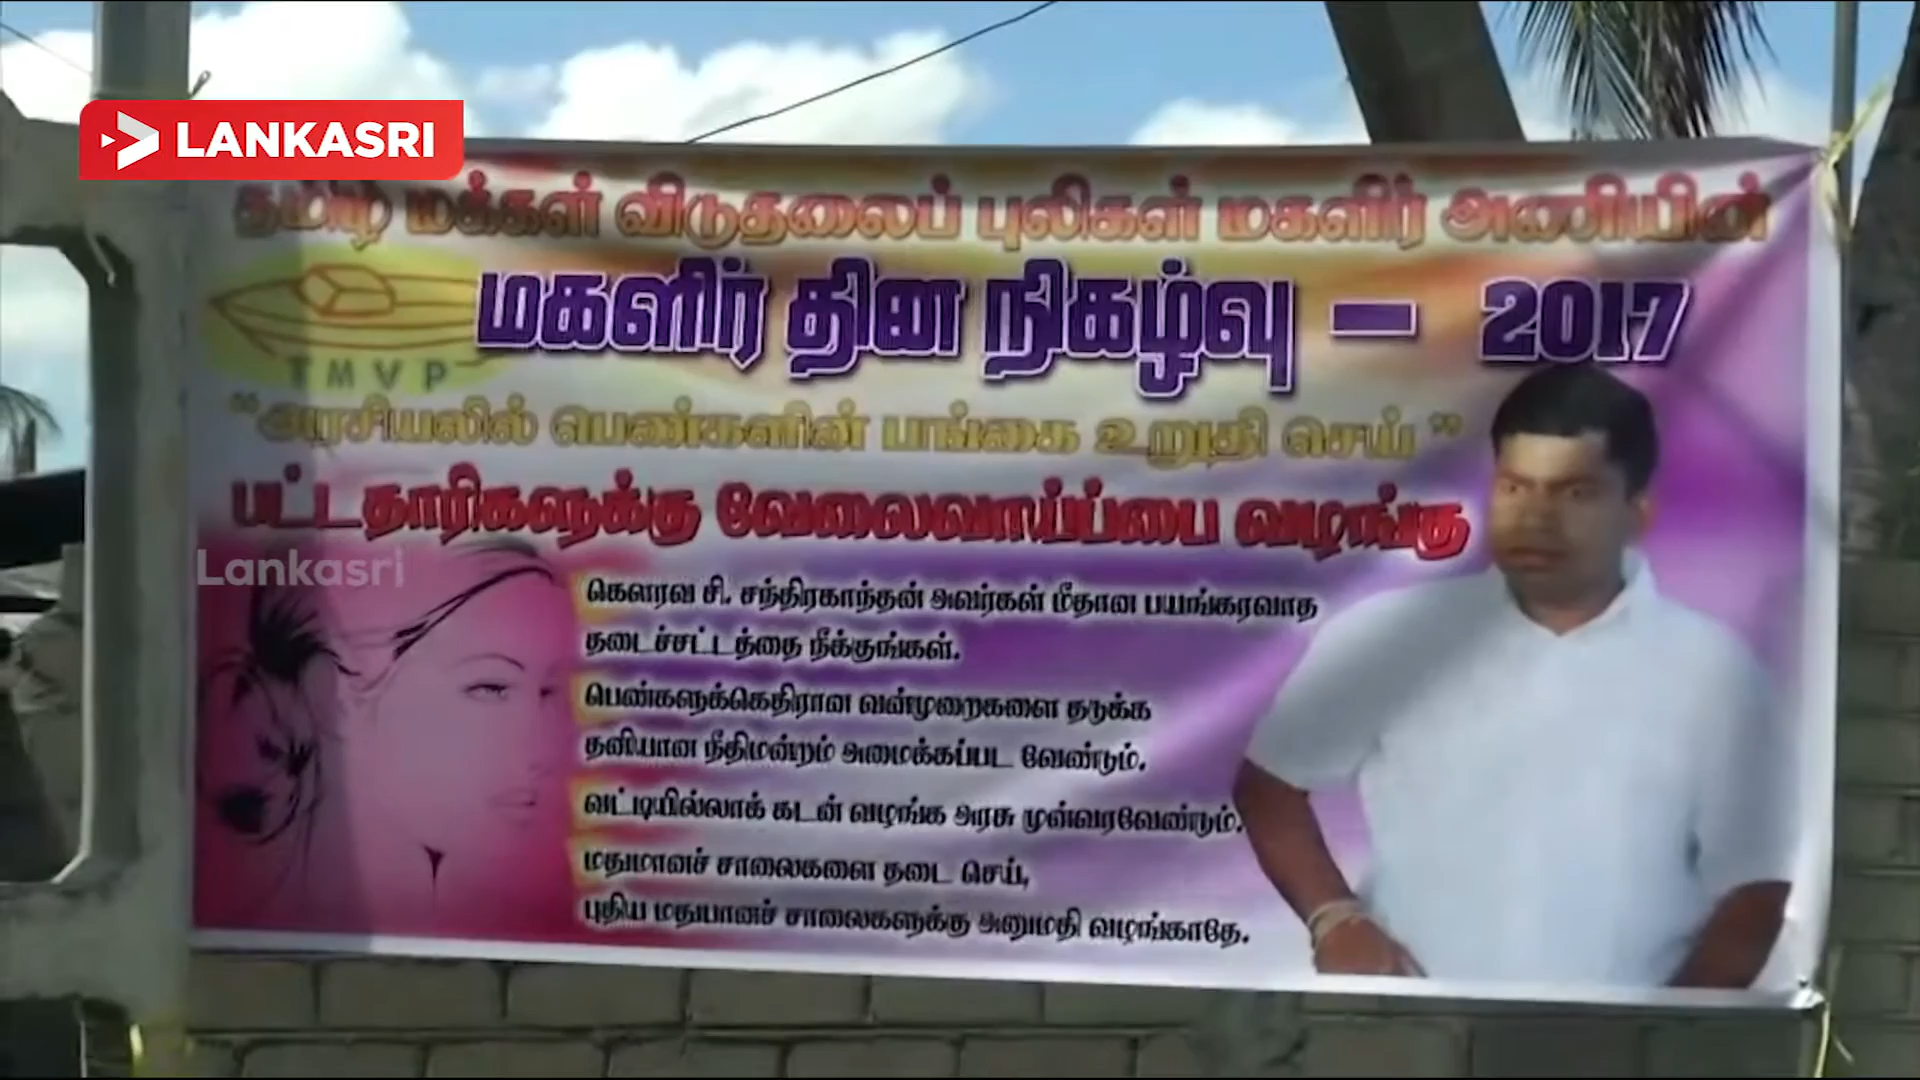 LANKASRI
தமிழ் மக்கள் விடுதலைப் புலிகள் மகளிர் அணியின்
மகளிர் தின நிகழ்வு – 2017
TMVP
“அரசியலில் பெண்களின் பங்கை உறுதி செய்”
பட்டதாரிகளுக்கு வேலைவாய்ப்பை வழங்கு
Lankasri
கௌரவ சி. சந்திரகாந்தன் அவர்கள் மீதான பயங்கரவாத
தடைச்சட்டத்தை நீக்குங்கள்.
பெண்களுக்கெதிரான வன்முறைகளை தடுக்க
தனியான நீதிமன்றம் அமைக்கப்பட வேண்டும்.
வட்டியில்லாக் கடன் வழங்க அரசு முன்வரவேண்டும்.
மதுபானச் சாலைகளை தடை செய்,
புதிய மதுபானச் சாலைகளுக்கு அனுமதி வழங்காதே.